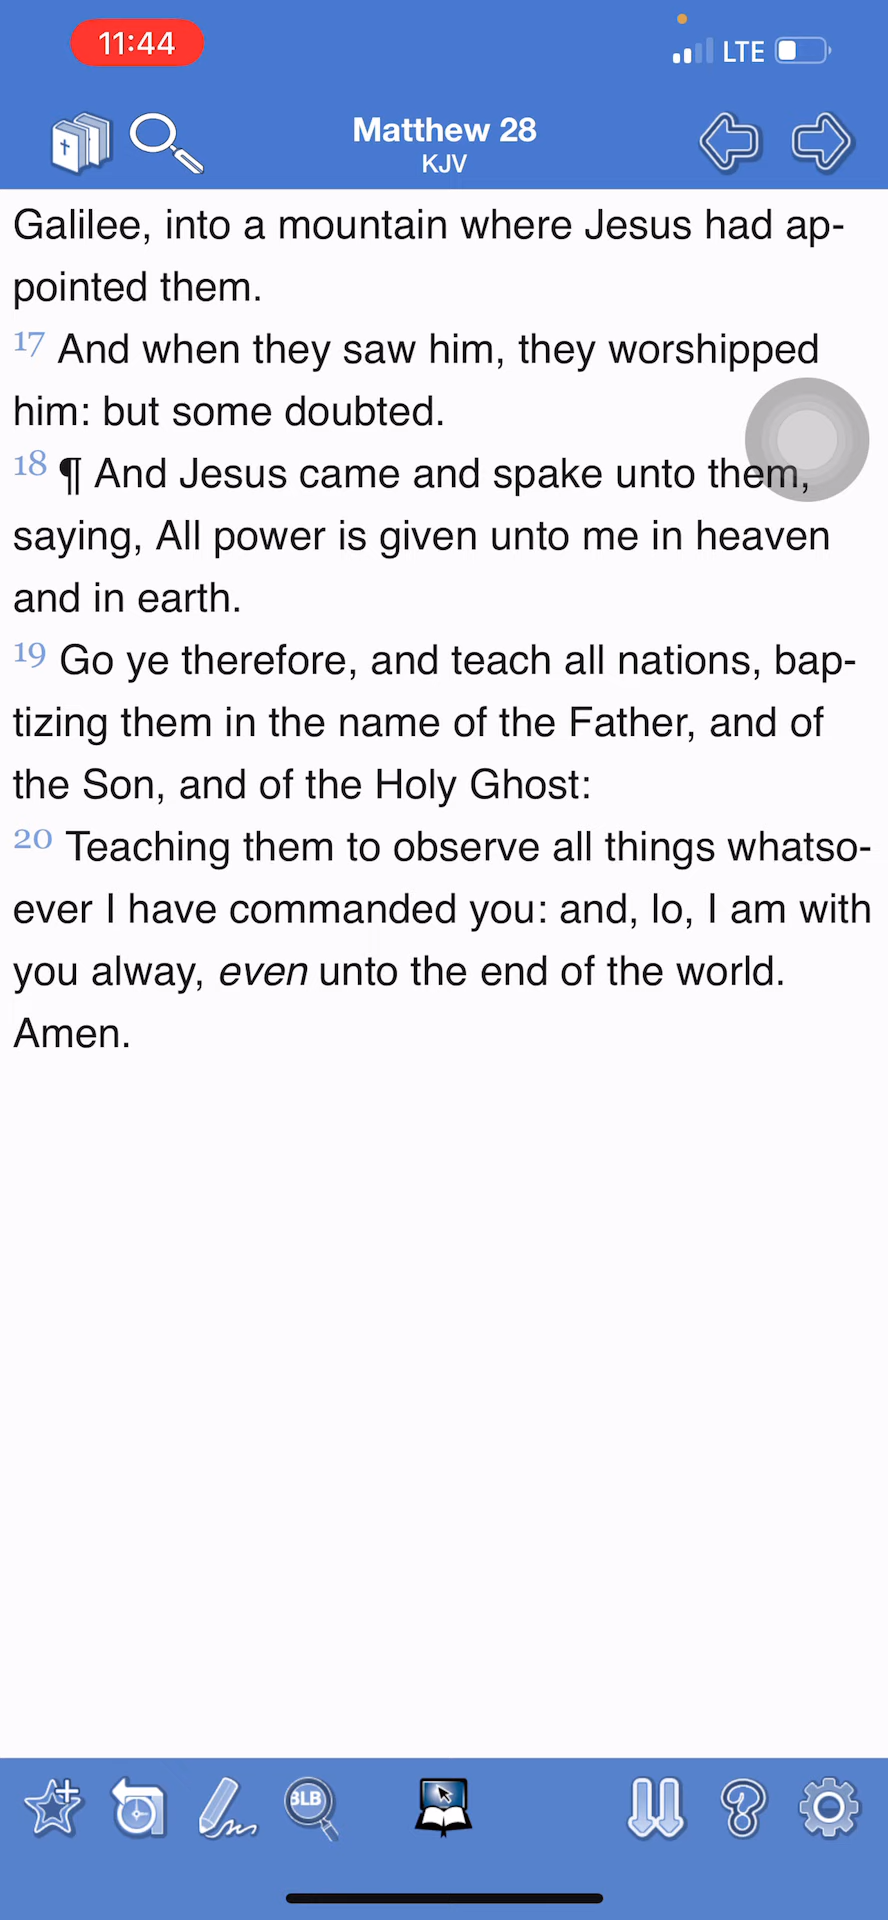 11:44
LTE
Matthew 28
KJV
Galilee, into a mountain where Jesus had ap-
pointed them.
17 And when they saw him, they worshipped
him: but some doubted.
18 ¶ And Jesus came and spake unto them,
saying, All power is given unto me in heaven
and in earth.
19 Go ye therefore, and teach all nations, bap-
tizing them in the name of the Father, and of
the Son, and of the Holy Ghost:
20 Teaching them to observe all things whatso-
ever I have commanded you: and, lo, I am with
you alway, even unto the end of the world.
Amen.
BLB